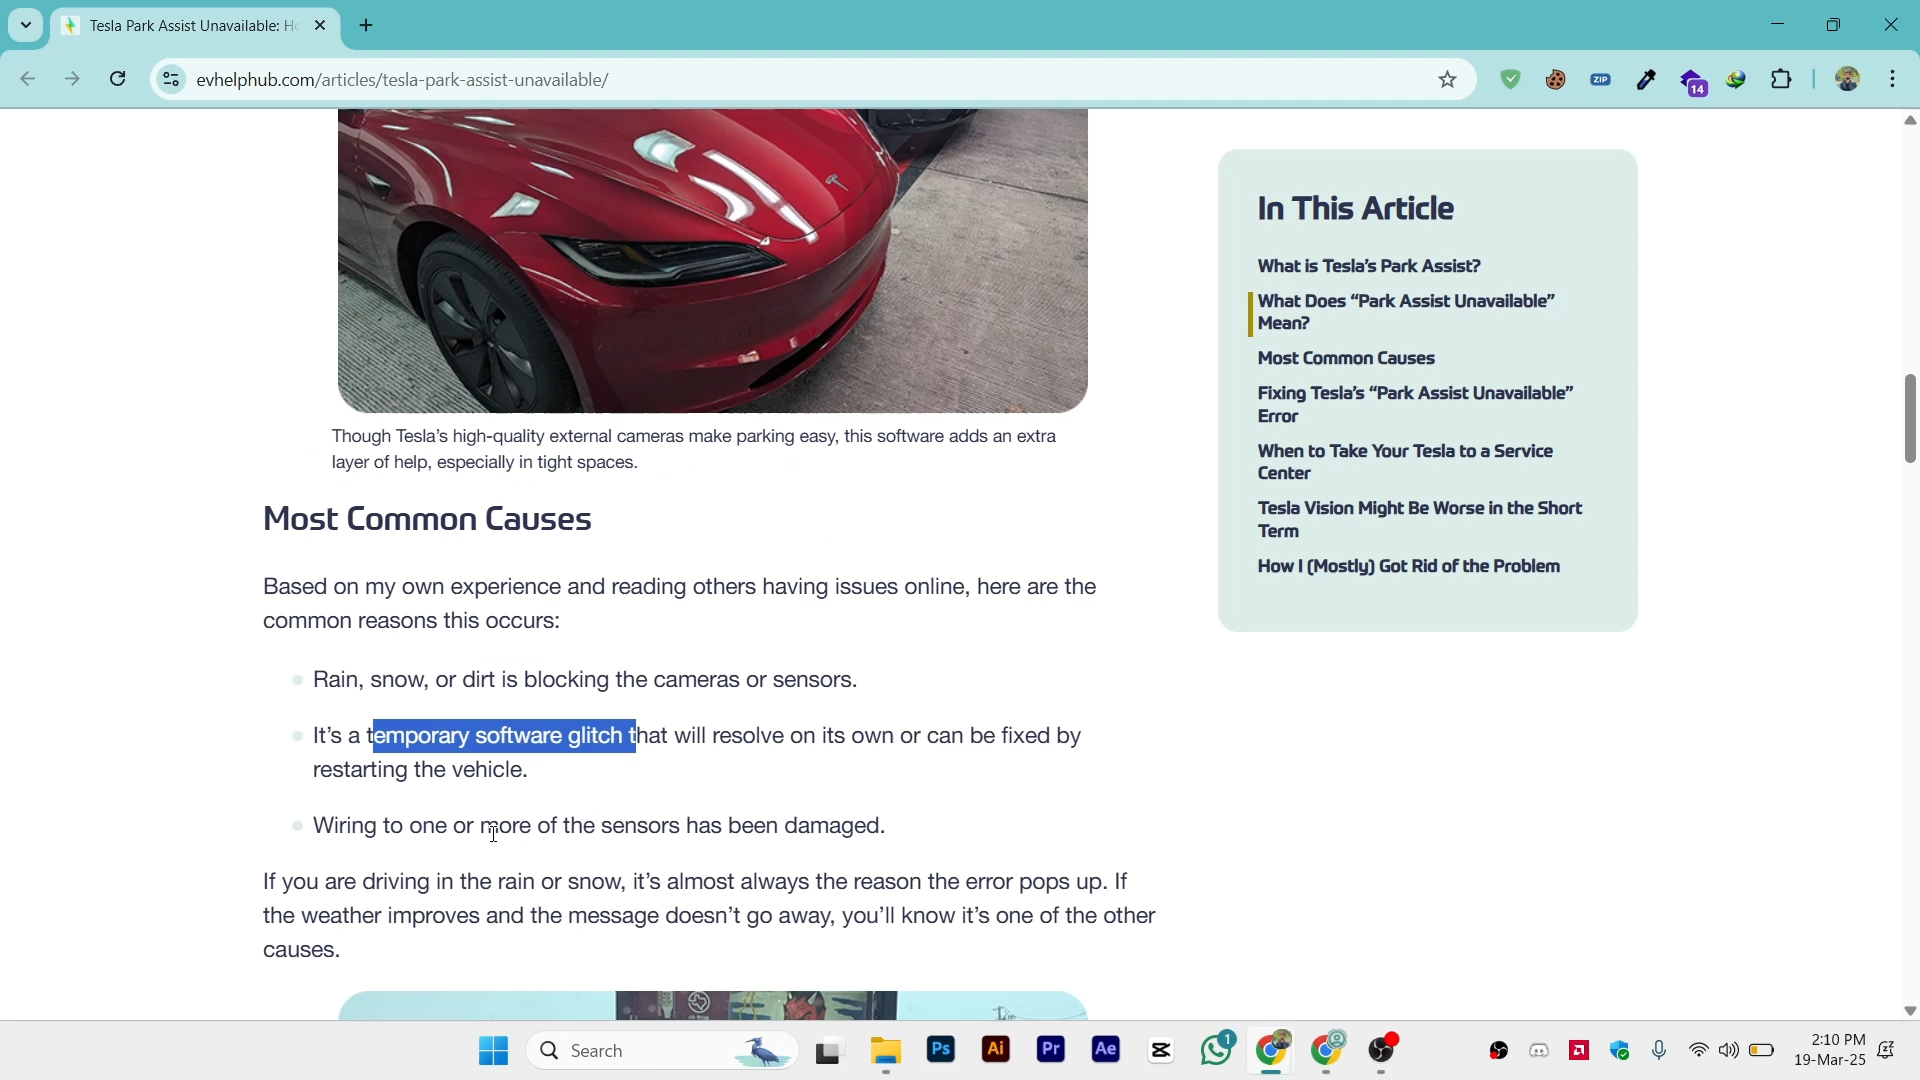 Tesla Park Assist Unavailable: Ho
evhelphub.com/articles/tesla-park-assist-unavailable/
ZIP
14
Though Tesla's high-quality external cameras make parking easy, this software adds an extra
layer of help, especially in tight spaces.
Most Common Causes
Based on my own experience and reading others having issues online, here are the
common reasons this occurs:
Rain, snow, or dirt is blocking the cameras or sensors.
It's a temporary software glitch that will resolve on its own or can be fixed by
restarting the vehicle.
Wiring to one or more of the sensors has been damaged.
If you are driving in the rain or snow, it's almost always the reason the error pops up. If
the weather improves and the message doesn't go away, you'll know it's one of the other
causes.
In This Article
What is Tesla's Park Assist?
What Does “Park Assist Unavailable”
Mean?
Most Common Causes
Fixing Tesla's “Park Assist Unavailable”
Error
When to Take Your Tesla to a Service
Center
Tesla Vision Might Be Worse in the Short
Term
How I (Mostly) Got Rid of the Problem
Search
Ps
Ai
Pr
Ae
1
2:10 PM
19-Mar-25